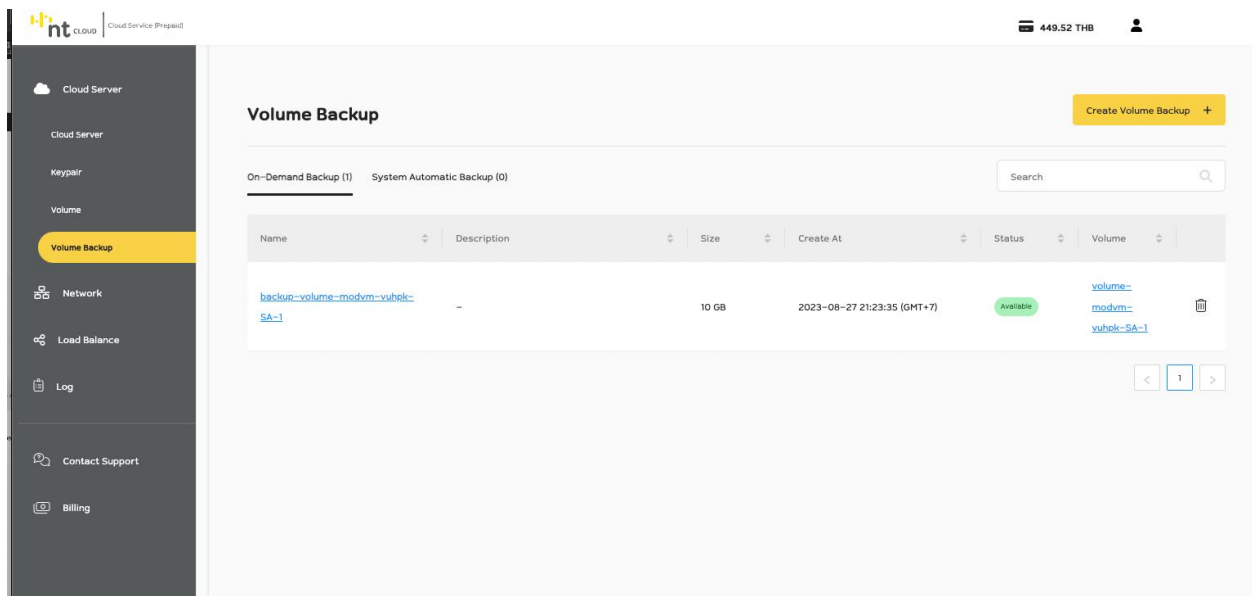 nt CLOUD
Cloud Service (Prepaid)
449.52 THB
Cloud Server
Cloud Server
Keypair
Volume
Volume Backup
Network
Load Balance
Log
Contact Support
Billing
Volume Backup
Create Volume Backup +
On-Demand Backup (1) System Automatic Backup (0)
Search
Name Description Size Create At Status Volume
backup-volume-modvm-vuhpk-
SA-1
- 10 GB 2023-08-27 21:23:35 (GMT+7) Available
volume-
modvm-
vuhpk-SA-1
< 1 >